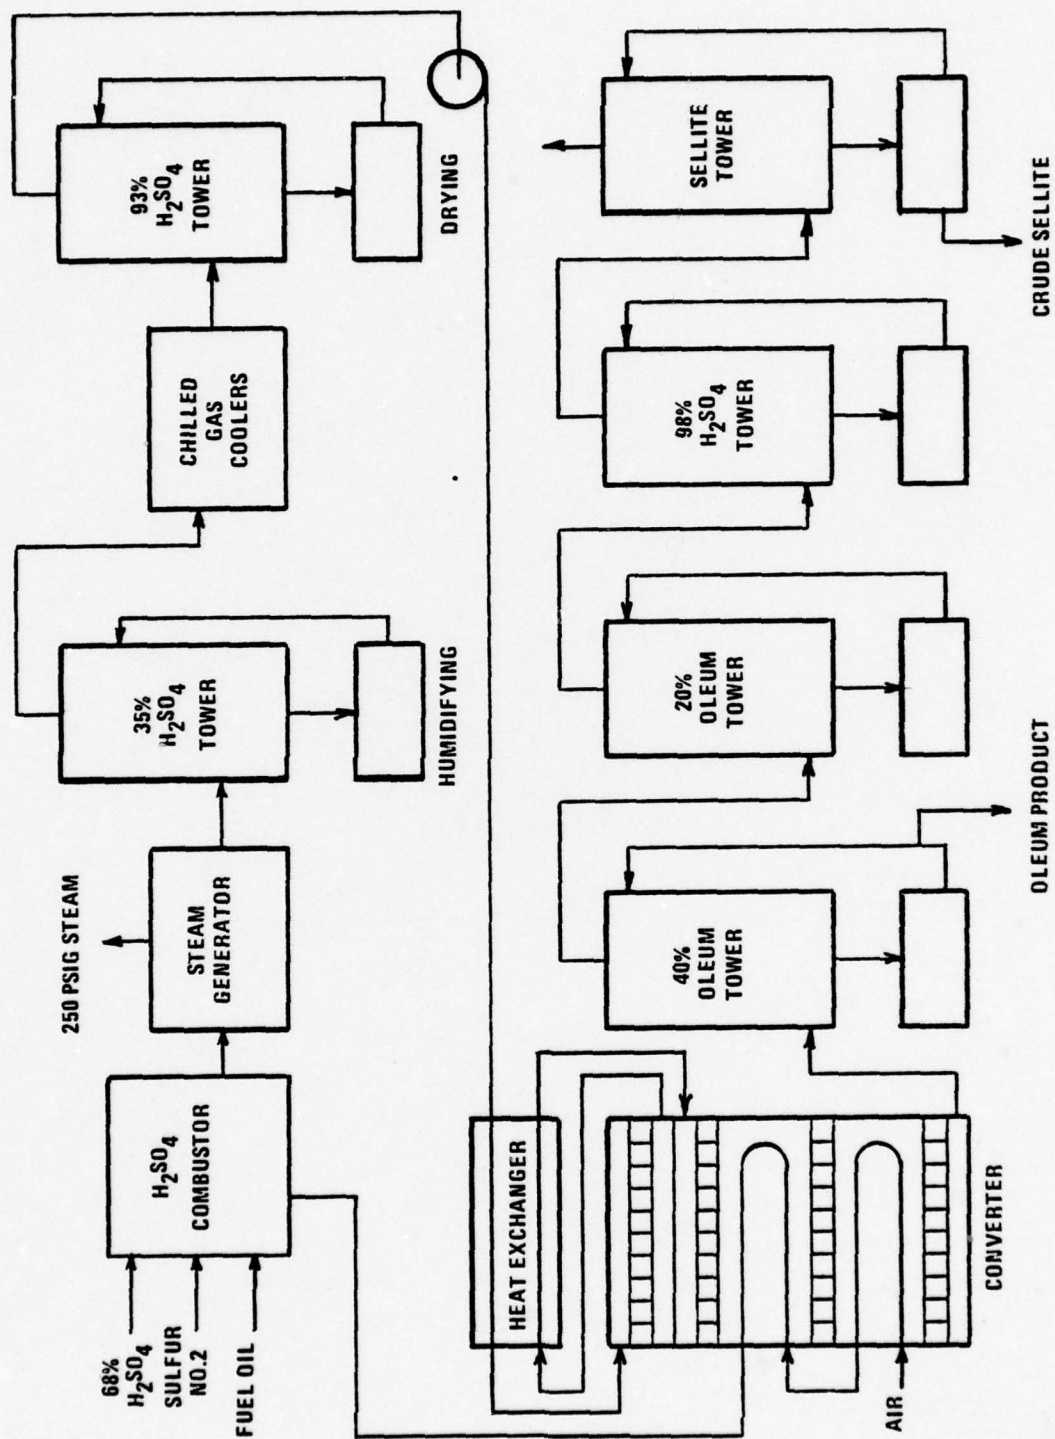 68%
H2SO4
SULFUR
NO.2
FUEL OIL
H2SO4
COMBUSTOR
250 PSIG STEAM
STEAM
GENERATOR
35%
H2SO4
TOWER
HUMIDIFYING
CHILLED
GAS
COOLERS
93%
H2SO4
TOWER
DRYING
HEAT EXCHANGER
AIR
CONVERTER
40%
OLEUM
TOWER
OLEUM PRODUCT
20%
OLEUM
TOWER
98%
H2SO4
TOWER
SELLITE
TOWER
CRUDE SELLITE